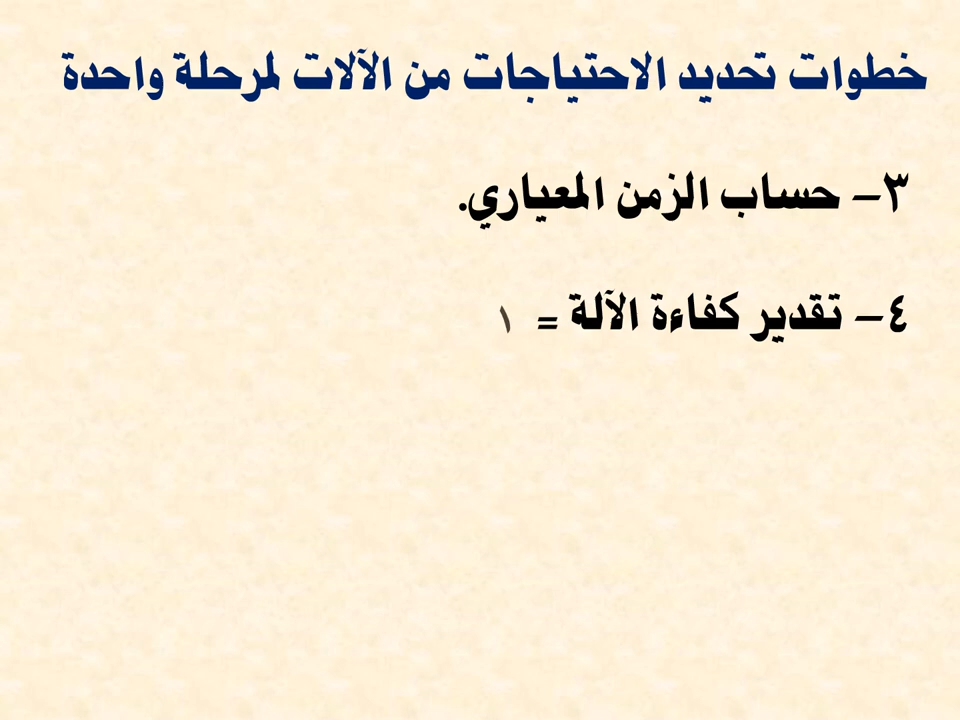 خطوات تحديد الاحتياجات من الآلات لمرحلة واحدة
٣- حساب الزمن المعياري.
٤- تقدير كفاءة الآلة = ١